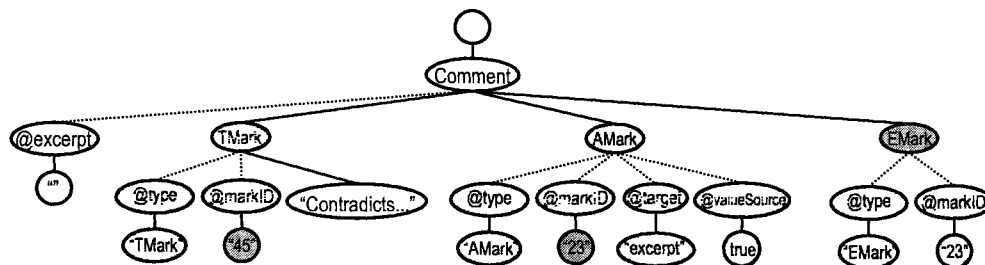 Comment
@excerpt TMark AMark EMark
"" @type @markID "Contradicts..." @type @markID @target @valueSource @type @markID
"TMark" "45" "AMark" "23" "excerpt" true "EMark" "23"